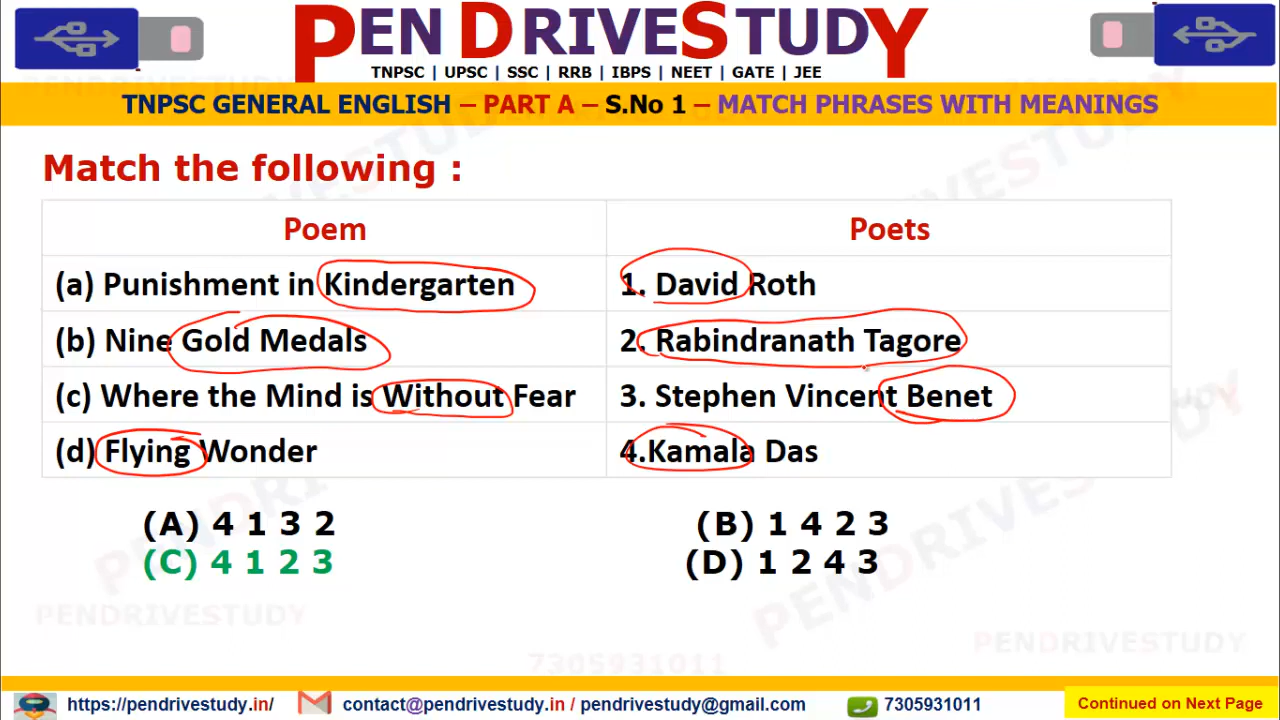 PEN DRIVESTUDY
TNPSC | UPSC | SSC | RRB | IBPS | NEET | GATE | JEE
TNPSC GENERAL ENGLISH – PART A – S.No 1 – MATCH PHRASES WITH MEANINGS
Match the following :
Poem Poets
(a) Punishment in Kindergarten 1. David Roth
(b) Nine Gold Medals 2. Rabindranath Tagore
(c) Where the Mind is Without Fear 3. Stephen Vincent Benet
(d) Flying Wonder 4.Kamala Das
(A) 4 1 3 2 (B) 1 4 2 3
(C) 4 1 2 3 (D) 1 2 4 3
PENDRIVESTUDY
PENDRIVESTUDY
7305931011
https://pendrivestudy.in/ contact@pendrivestudy.in / pendrivestudy@gmail.com 7305931011 Continued on Next Page